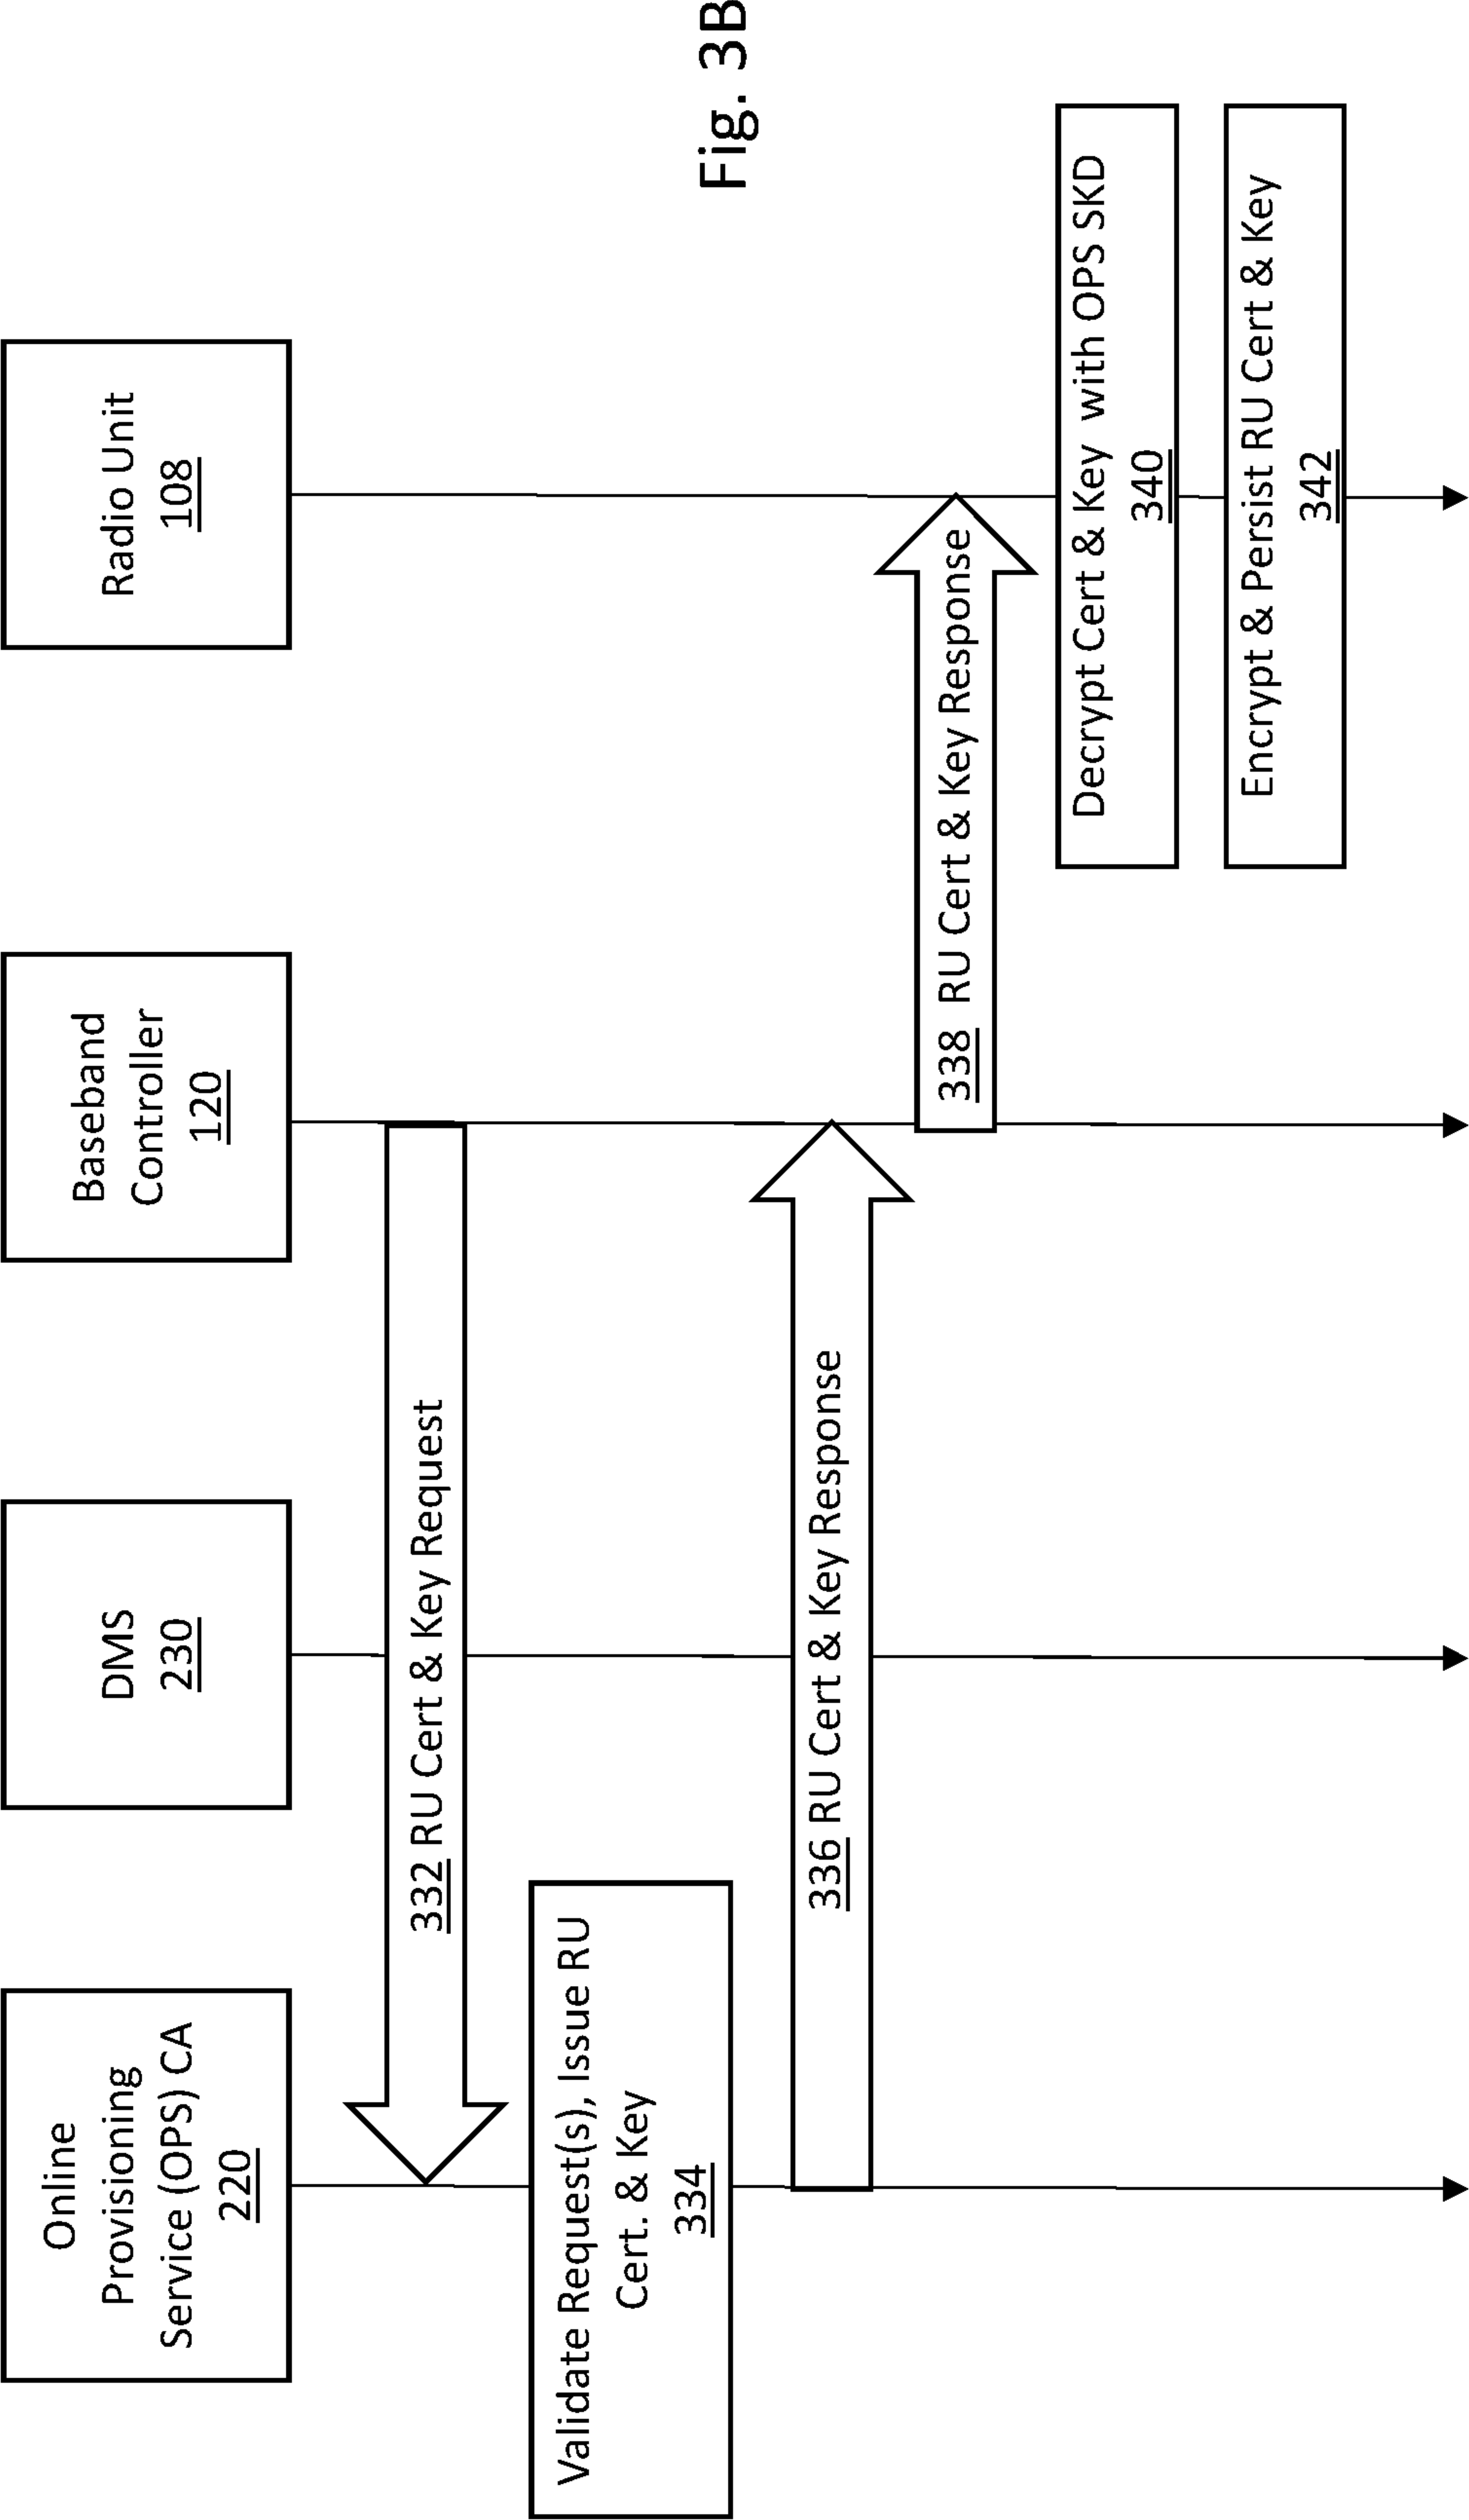 Online
Provisioning
Service (OPS) CA
220
DMS
230
Baseband
Controller
120
Radio Unit
108
332 RU Cert & Key Request
Validate Request(s), Issue RU
Cert. & Key
334
336 RU Cert & Key Response
338 RU Cert & Key Response
Decrypt Cert & Key with OPS SKD
340
Encrypt & Persist RU Cert & Key
342
Fig. 3B